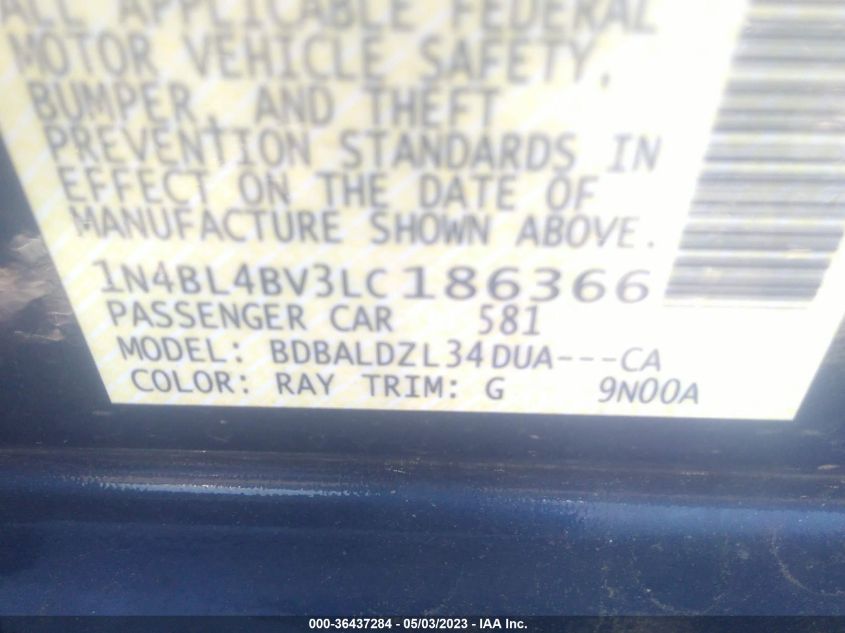 ALL APPLICABLE FEDERAL
MOTOR VEHICLE SAFETY,
BUMPER, AND THEFT
PREVENTION STANDARDS IN
EFFECT ON THE DATE OF
MANUFACTURE SHOWN ABOVE.
1N4BL4BV3LC186366
PASSENGER CAR 581
MODEL: BDBALDZL34DUA---CA
COLOR: RAY TRIM: G 9N00A
000-36437284 - 05/03/2023 - IAA Inc.